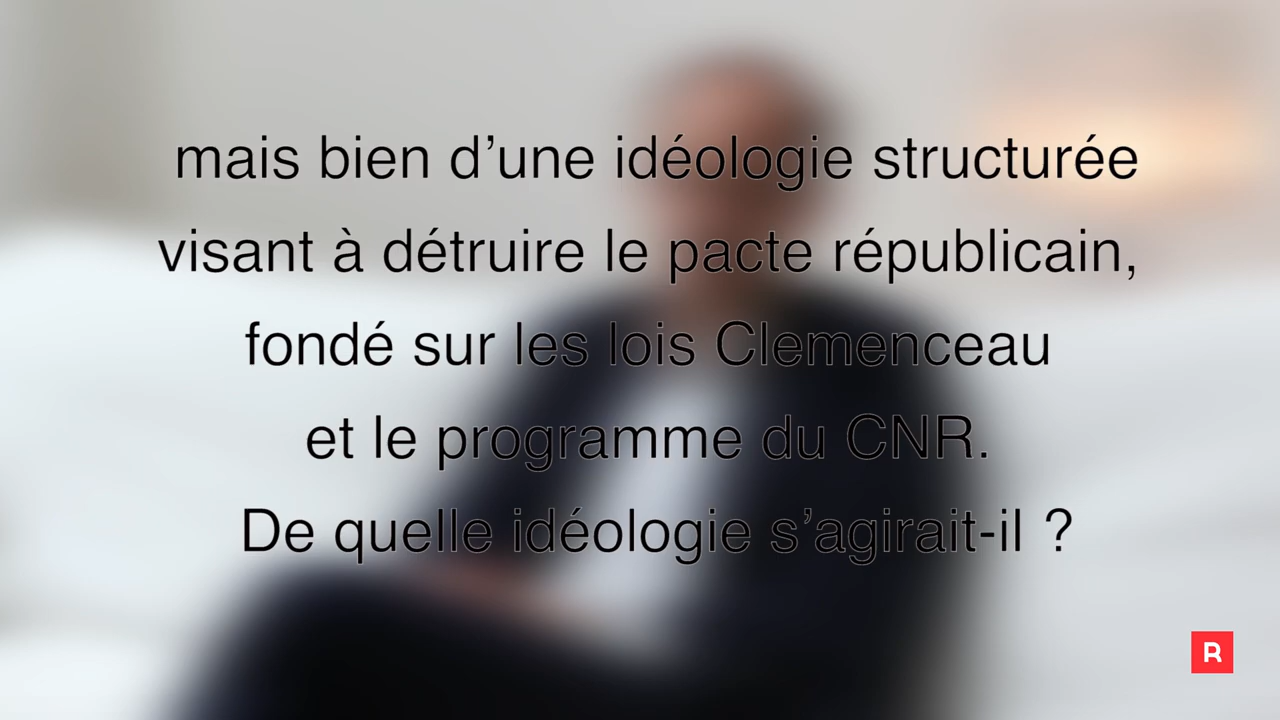 mais bien d’une idéologie structurée
visant à détruire le pacte républicain,
fondé sur les lois Clemenceau
et le programme du CNR.
De quelle idéologie s’agirait-il ?
R